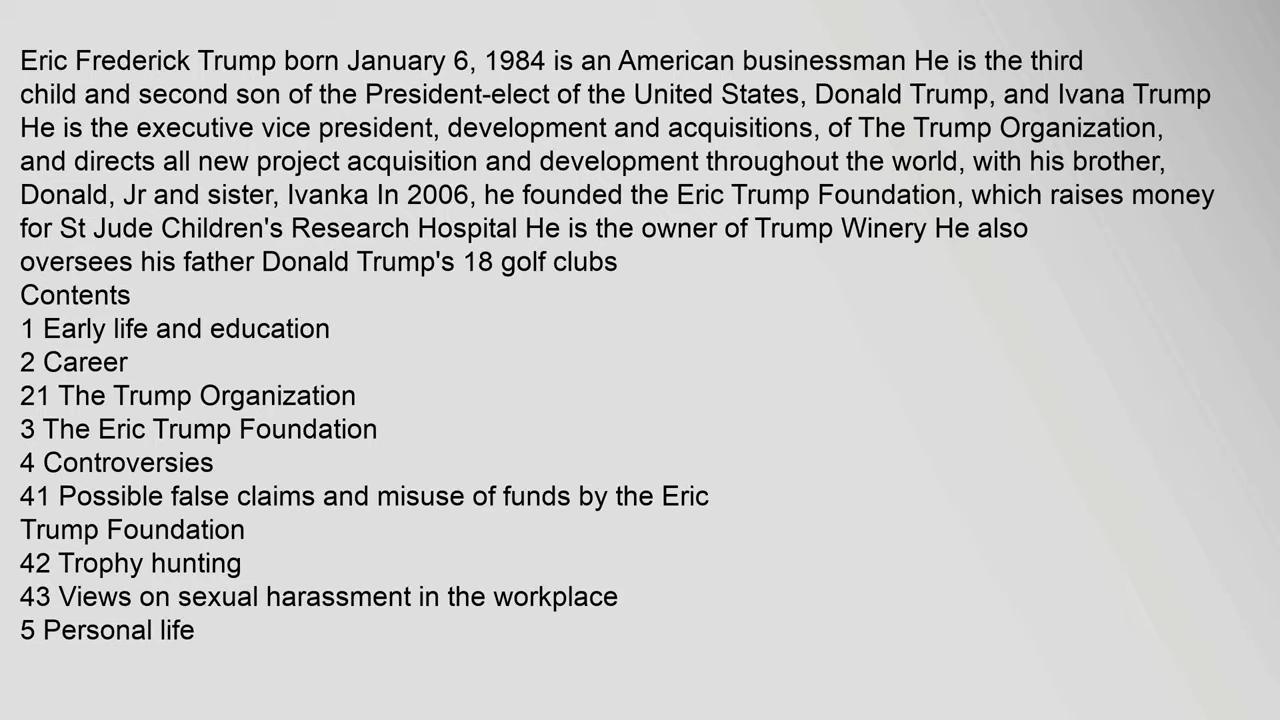 Eric Frederick Trump born January 6, 1984 is an American businessman He is the third
child and second son of the President-elect of the United States, Donald Trump, and Ivana Trump
He is the executive vice president, development and acquisitions, of The Trump Organization,
and directs all new project acquisition and development throughout the world, with his brother,
Donald, Jr and sister, Ivanka In 2006, he founded the Eric Trump Foundation, which raises money
for St Jude Children's Research Hospital He is the owner of Trump Winery He also
oversees his father Donald Trump's 18 golf clubs
Contents
1 Early life and education
2 Career
21 The Trump Organization
3 The Eric Trump Foundation
4 Controversies
41 Possible false claims and misuse of funds by the Eric
Trump Foundation
42 Trophy hunting
43 Views on sexual harassment in the workplace
5 Personal life